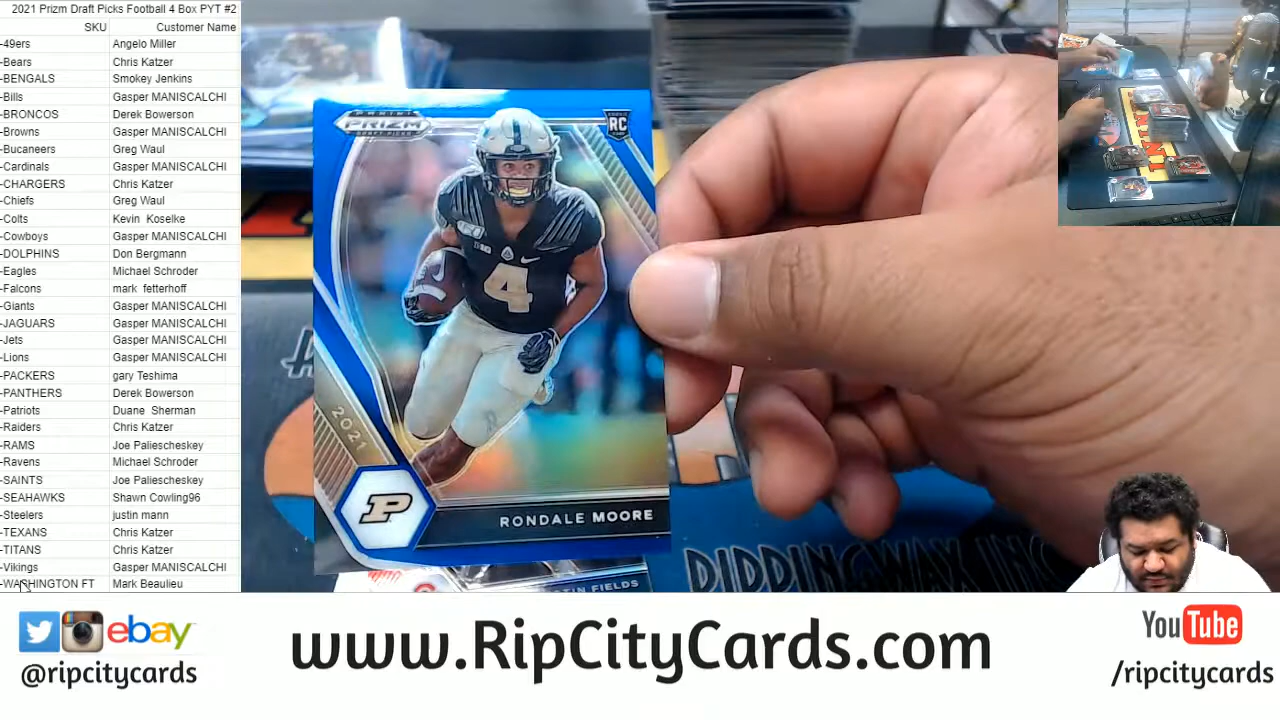 2021 Prizm Draft Picks Football 4 Box PYT #2
SKU Customer Name
-49ers Angelo Miller
-Bears Chris Katzer
-BENGALS Smokey Jenkins
-Bills Gasper MANISCALCHI
-BRONCOS Derek Bowerson
-Browns Gasper MANISCALCHI
-Bucaneers Greg Waul
-Cardinals Gasper MANISCALCHI
-CHARGERS Chris Katzer
-Chiefs Greg Waul
-Colts Kevin Koselke
-Cowboys Gasper MANISCALCHI
-DOLPHINS Don Bergmann
-Eagles Michael Schroder
-Falcons mark fetterhoff
-Giants Gasper MANISCALCHI
-JAGUARS Gasper MANISCALCHI
-Jets Gasper MANISCALCHI
-Lions Gasper MANISCALCHI
-PACKERS gary Teshima
-PANTHERS Derek Bowerson
-Patriots Duane Sherman
-Raiders Chris Katzer
-RAMS Joe Paliescheskey
-Ravens Michael Schroder
-SAINTS Joe Paliescheskey
-SEAHAWKS Shawn Cowling96
-Steelers justin mann
-TEXANS Chris Katzer
-TITANS Chris Katzer
-Vikings Gasper MANISCALCHI
-WASHINGTON FT Mark Beaulieu
PANINI
PRIZM
DRAFT PICKS
RC
4
2021
P
RONDALE MOORE
FIELDS
RIPPINGWAX INC
ebay
@ripcitycards
www.RipCityCards.com
YouTube
/ripcitycards